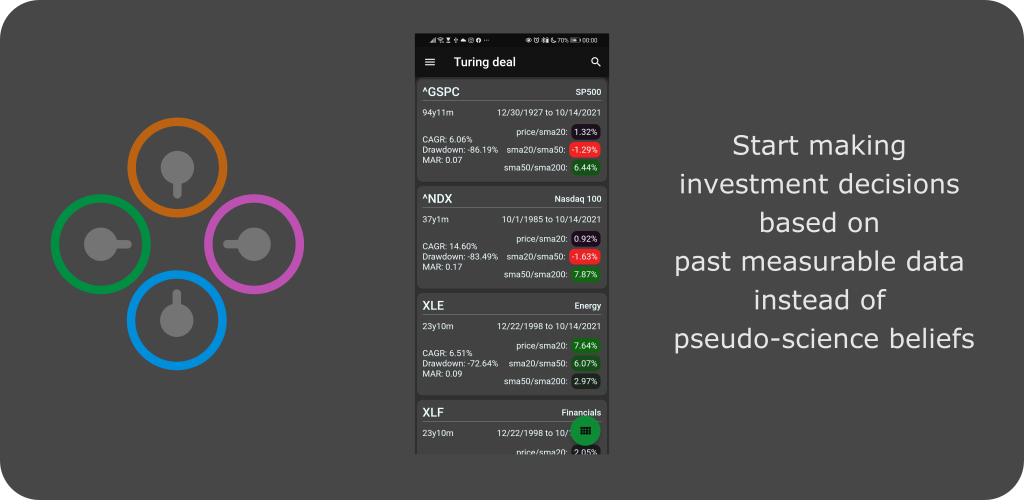 70% 00:00
Turing deal
^GSPC SP500
94y11m 12/30/1927 to 10/14/2021
price/sma20: 1.32%
CAGR: 6.06%
Drawdown: -86.19% sma20/sma50: -1.29%
MAR: 0.07
sma50/sma200: 6.44%
^NDX Nasdaq 100
37y1m 10/1/1985 to 10/14/2021
price/sma20: 0.92%
CAGR: 14.60%
Drawdown: -83.49% sma20/sma50: -1.63%
MAR: 0.17
sma50/sma200: 7.87%
XLE Energy
23y10m 12/22/1998 to 10/14/2021
price/sma20: 7.64%
CAGR: 6.51%
Drawdown: -72.64% sma20/sma50: 6.07%
MAR: 0.09
sma50/sma200: 2.97%
XLF Financials
23y10m 12/22/1998 to 10/
price/sma20: 2.05%
Start making
investment decisions
based on
past measurable data
instead of
pseudo-science beliefs